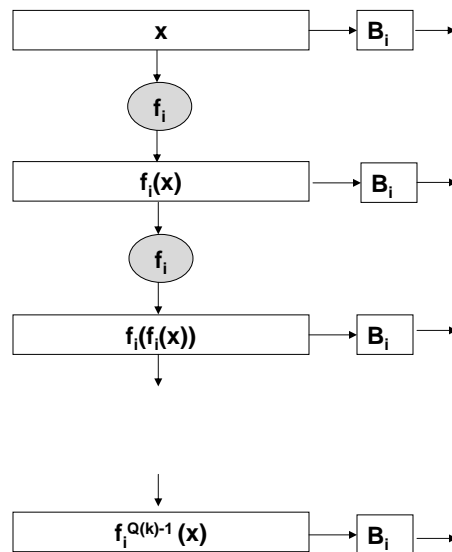 x B_i
f_i
f_i(x) B_i
f_i
f_i(f_i(x)) B_i
f_i^{Q(k)-1}(x) B_i